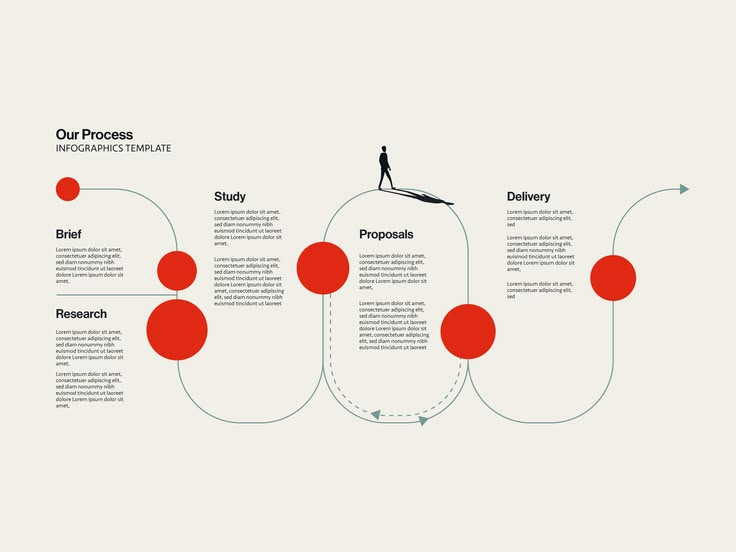 Our Process
INFOGRAPHICS TEMPLATE
Brief
Lorem ipsum dolor sit amet,
consectetuer adipiscing elit,
sed diam nonummy nibh
euismod tincidunt ut laoreet
dolore Lorem ipsum dolor sit
amet,
Research
Lorem ipsum dolor sit amet,
consectetuer adipiscing elit,
sed diam nonummy nibh
euismod tincidunt ut laoreet
dolore Lorem ipsum dolor sit
amet,
Lorem ipsum dolor sit amet,
consectetuer adipiscing elit,
sed diam nonummy nibh
euismod tincidunt ut laoreet
dolore Lorem ipsum dolor sit
amet,
Study
Lorem ipsum dolor sit amet,
consectetuer adipiscing elit,
sed diam nonummy nibh
euismod tincidunt ut laoreet
dolore Lorem ipsum dolor sit
amet,
Lorem ipsum dolor sit amet,
consectetuer adipiscing elit,
sed diam nonummy nibh
euismod tincidunt ut laoreet
dolore Lorem ipsum dolor sit
amet, consectetuer adipiscing
elit, sed diam nonummy nibh
euismod tincidunt ut laoreet
Proposals
Lorem ipsum dolor sit amet,
consectetuer adipiscing elit,
sed diam nonummy nibh
euismod tincidunt ut laoreet
dolore Lorem ipsum dolor sit
amet,
Lorem ipsum dolor sit amet,
consectetuer adipiscing elit,
sed diam nonummy nibh
euismod tincidunt ut laoreet
dolore Lorem ipsum dolor sit
amet, consectetuer adipiscing
elit, sed diam nonummy nibh
euismod tincidunt ut laoreet
Delivery
Lorem ipsum dolor sit amet,
consectetuer adipiscing elit,
sed
Lorem ipsum dolor sit amet,
consectetuer adipiscing elit,
sed diam nonummy nibh
euismod tincidunt ut laoreet
dolore Lorem ipsum dolor sit
amet,
Lorem ipsum dolor sit amet,
consectetuer adipiscing elit,
sed